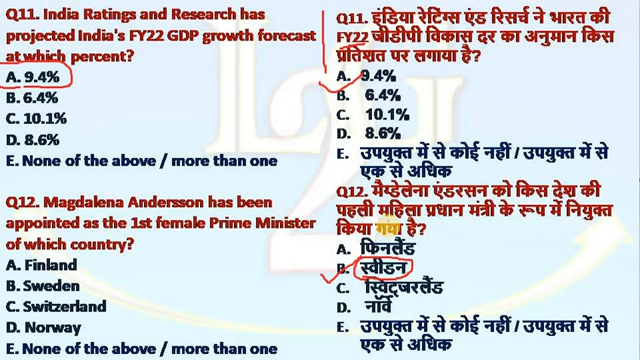 Q11. India Ratings and Research has
projected India's FY22 GDP growth forecast
at which percent?
A. 9.4%
B. 6.4%
C. 10.1%
D. 8.6%
E. None of the above / more than one
Q12. Magdalena Andersson has been
appointed as the 1st female Prime Minister
of which country?
A. Finland
B. Sweden
C. Switzerland
D. Norway
E. None of the above / more than one
Q11. इंडिया रेटिंग्स एंड रिसर्च ने भारत की
FY22 जीडीपी विकास दर का अनुमान किस
प्रतिशत पर लगाया है?
A. 9.4%
B. 6.4%
C. 10.1%
D. 8.6%
E. उपयुक्त में से कोई नहीं / उपयुक्त में से
एक से अधिक
Q12. मैग्डेलेना एंडरसन को किस देश की
पहली महिला प्रधान मंत्री के रूप में नियुक्त
किया गया है?
A. फिनलैंड
B. स्वीडन
C. स्विट्जरलैंड
D. नॉर्वे
E. उपयुक्त में से कोई नहीं / उपयुक्त में से
एक से अधिक